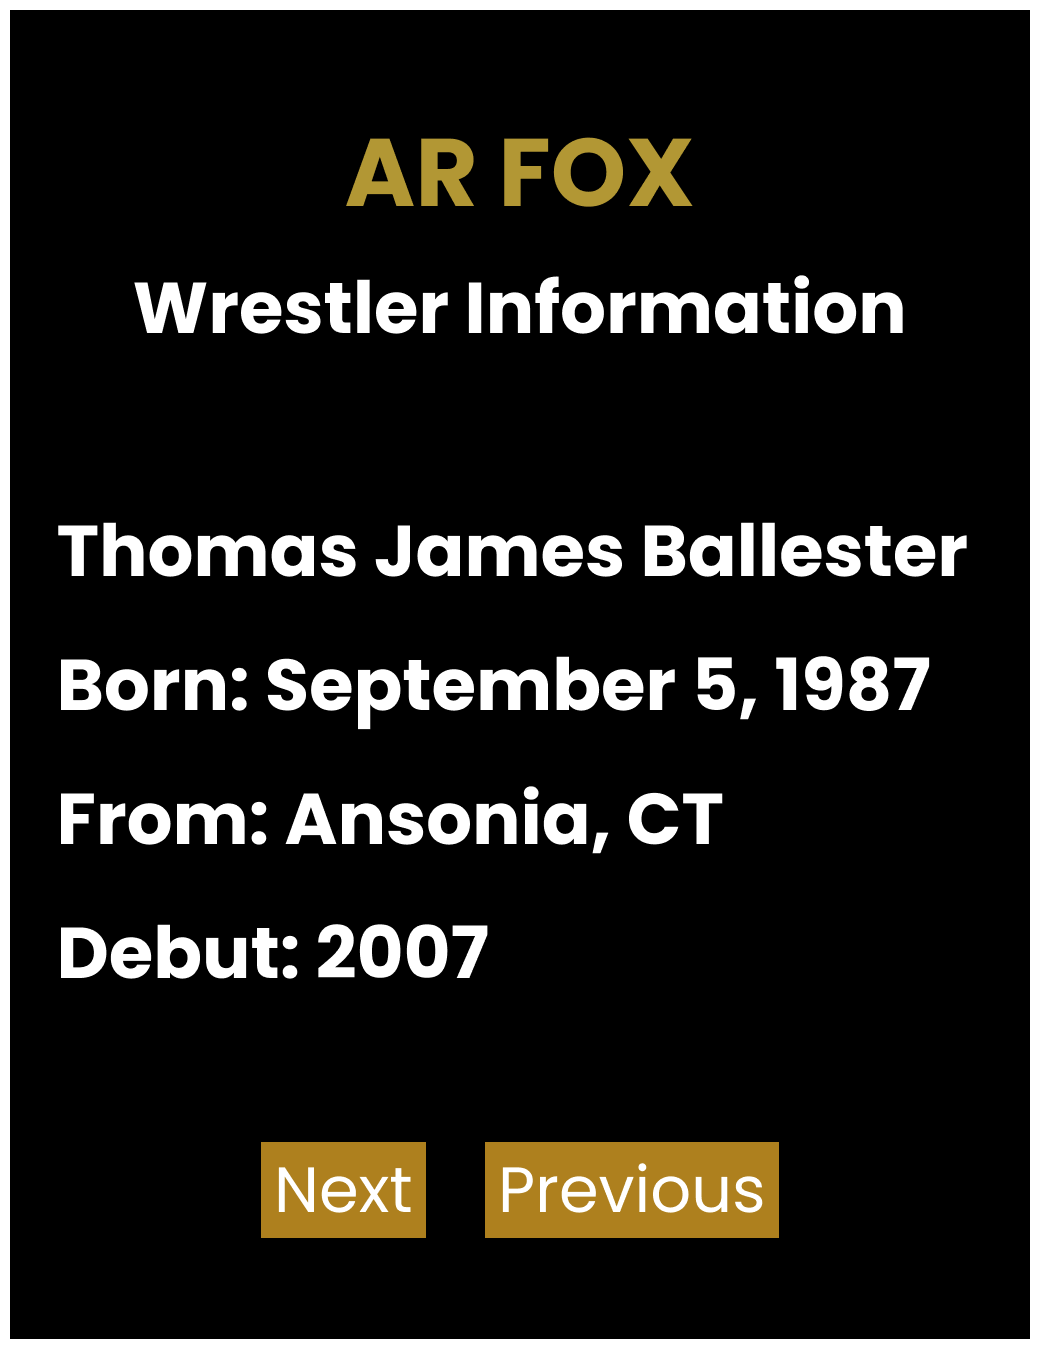 AR FOX
Wrestler Information
Thomas James Ballester
Born: September 5, 1987
From: Ansonia, CT
Debut: 2007
Next Previous